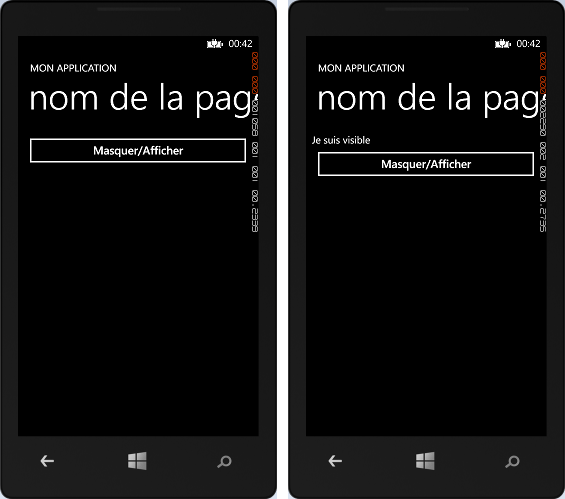 00:42
MON APPLICATION
nom de la pag
Masquer/Afficher
00:42
MON APPLICATION
nom de la pag
Je suis visible
Masquer/Afficher